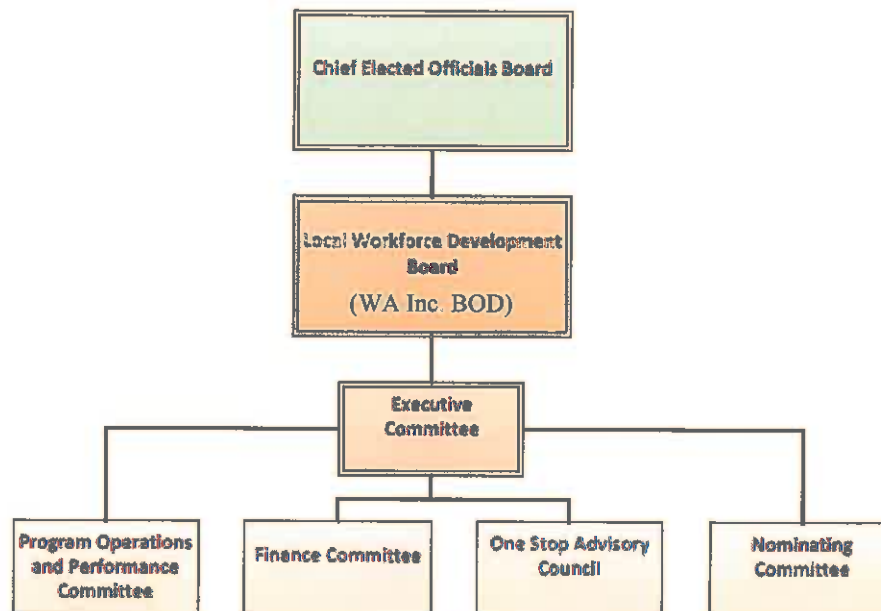 Chief Elected Officials Board
Local Workforce Development
Board
(WA Inc. BOD)
Executive
Committee
Program Operations
and Performance
Committee
Finance Committee
One Stop Advisory
Council
Nominating
Committee